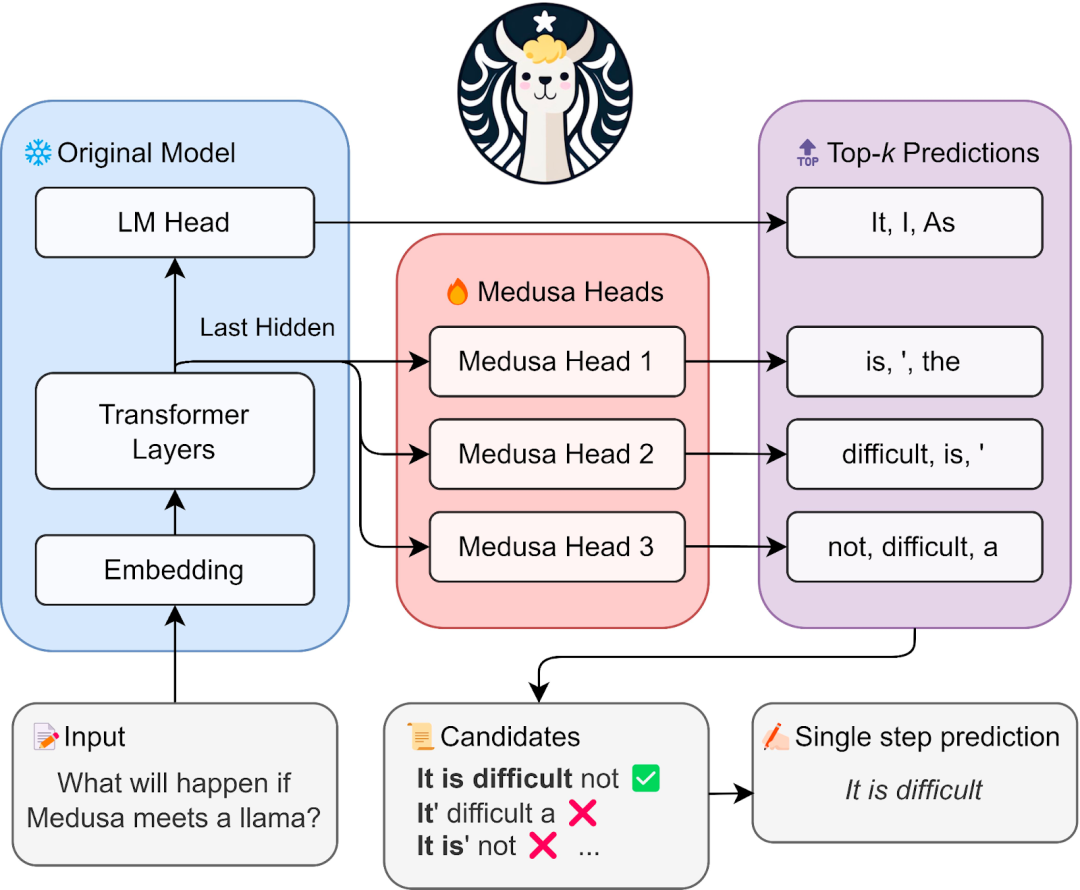 Original Model
LM Head
Last Hidden
Transformer
Layers
Embedding
Input
What will happen if
Medusa meets a llama?
Medusa Heads
Medusa Head 1
Medusa Head 2
Medusa Head 3
TOP
Top-k Predictions
It, I, As
is, ', the
difficult, is, '
not, difficult, a
Candidates
It is difficult not
It' difficult a
It is' not ...
Single step prediction
It is difficult